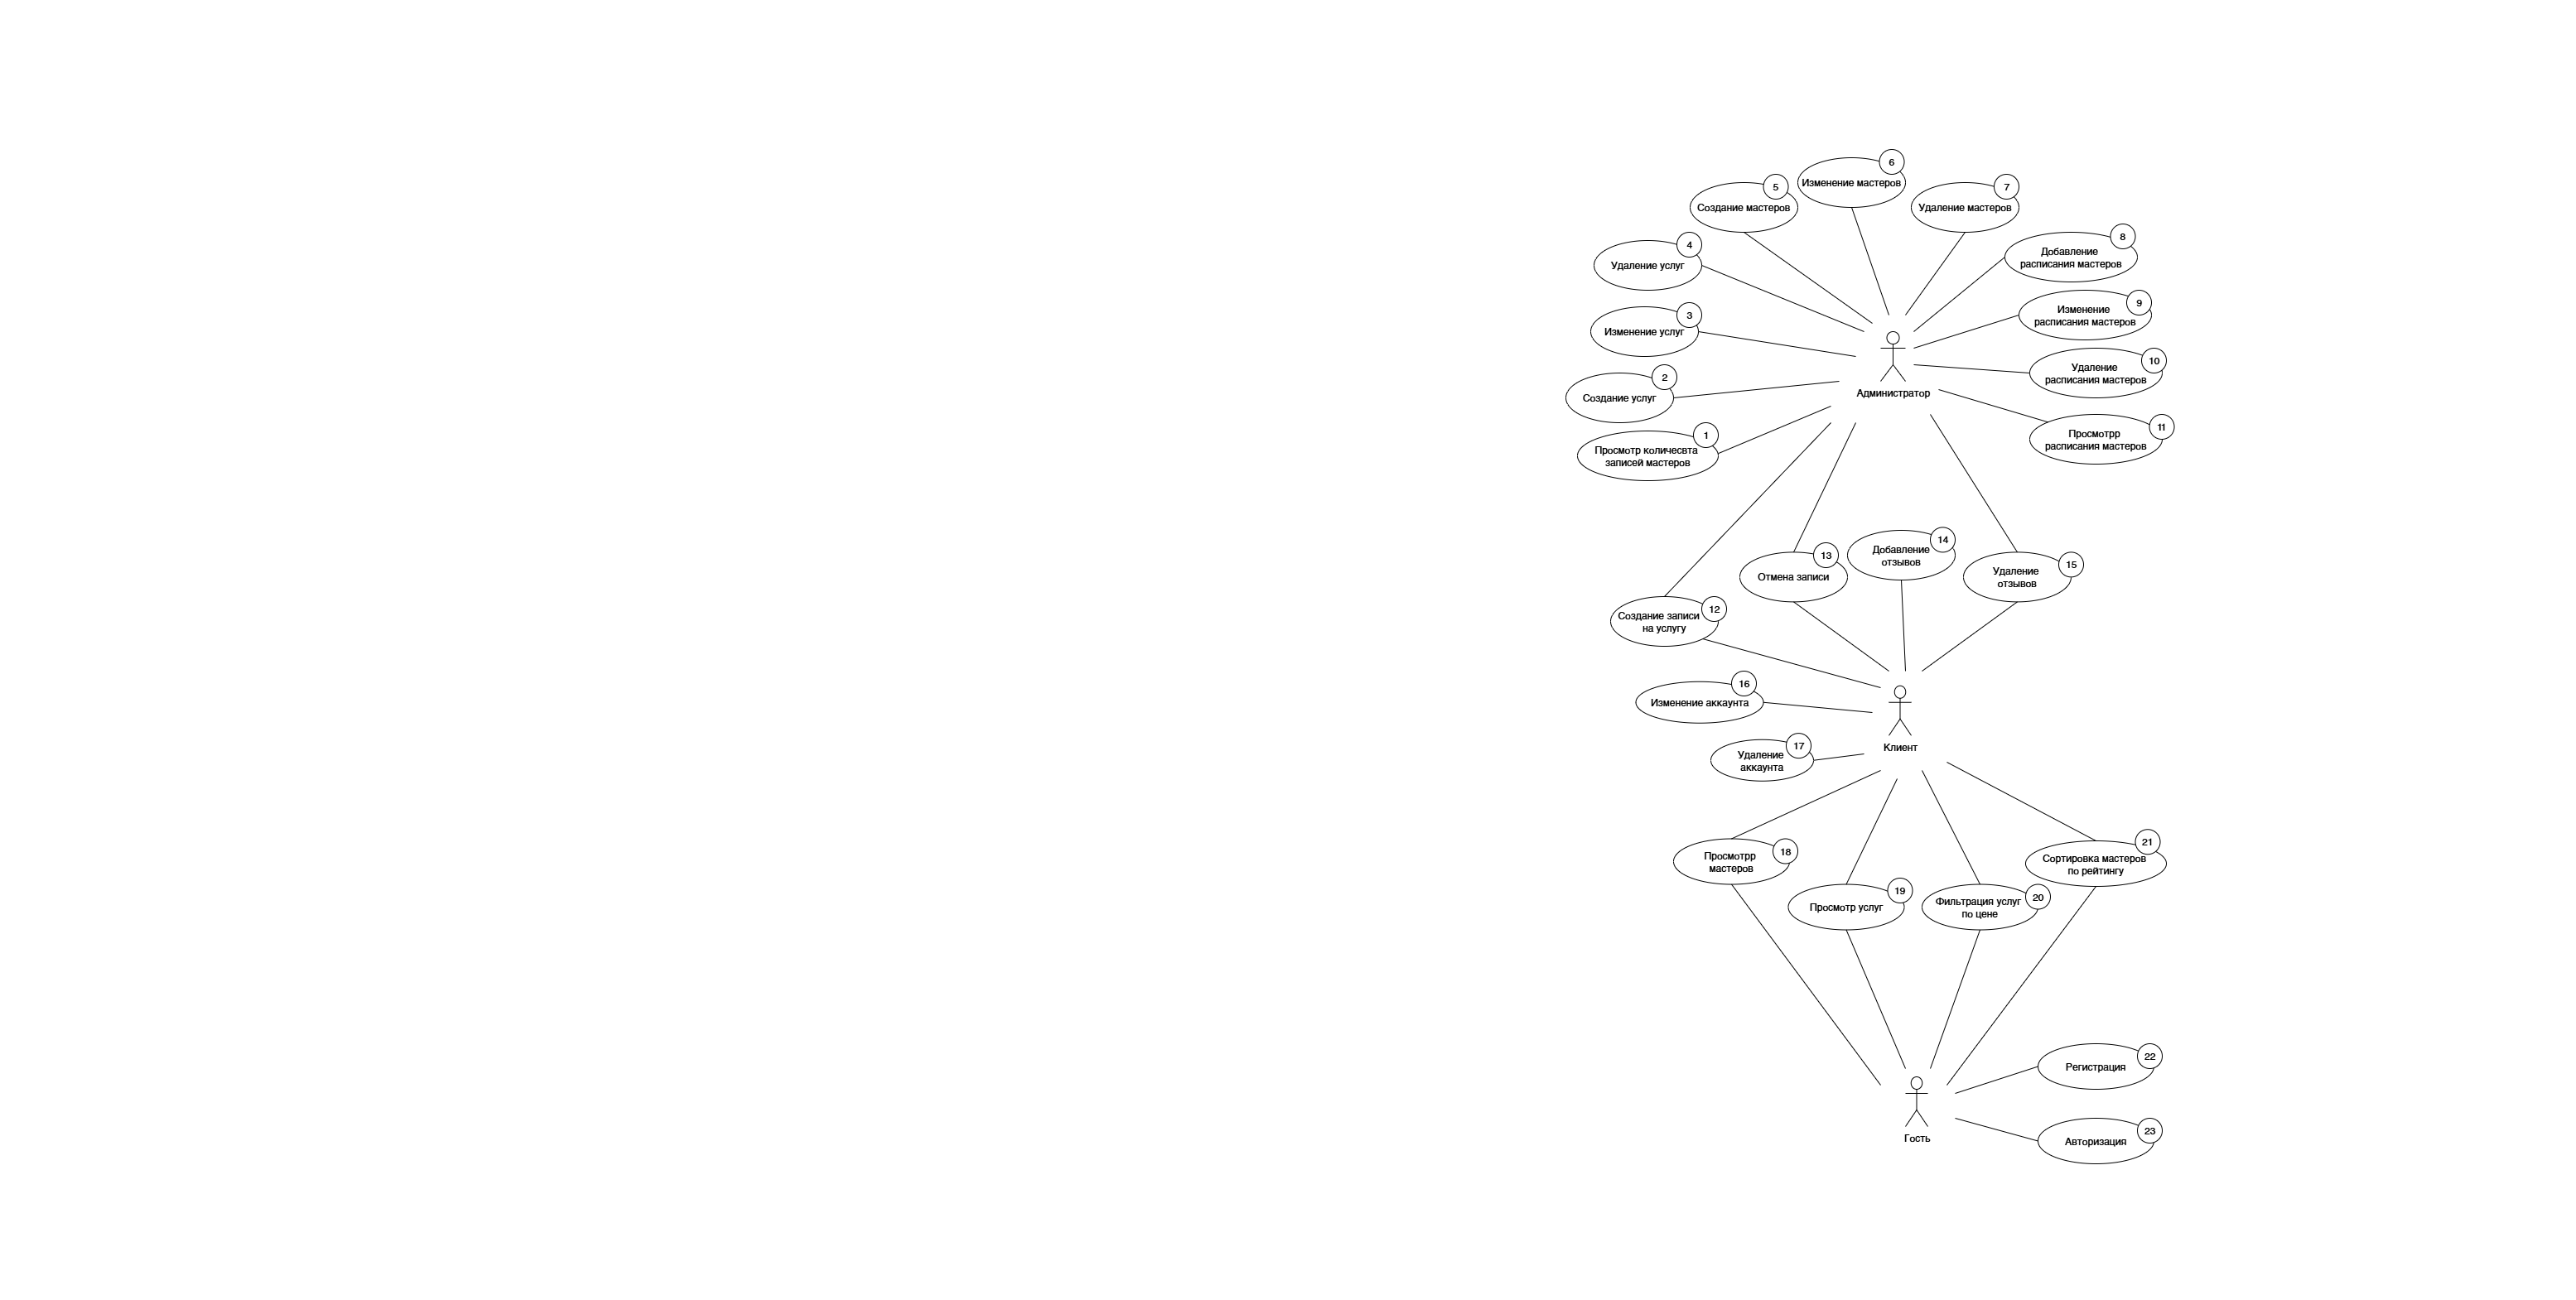 6
Изменение мастеров
5
Создание мастеров
7
Удаление мастеров
4
Удаление услуг
8
Добавление
расписания мастеров
3
Изменение услуг
9
Изменение
расписания мастеров
2
Создание услуг
10
Удаление
расписания мастеров
Администратор
1
Просмотр количесвта
записей мастеров
11
Просмотрр
расписания мастеров
13
Отмена записи
14
Добавление
отзывов
15
Удаление
отзывов
12
Создание записи
на услугу
16
Изменение аккаунта
17
Удаление
аккаунта
Клиент
18
Просмотрр
мастеров
19
Просмотр услуг
20
Фильтрация услуг
по цене
21
Сортировка мастеров
по рейтингу
22
Регистрация
23
Авторизация
Гость